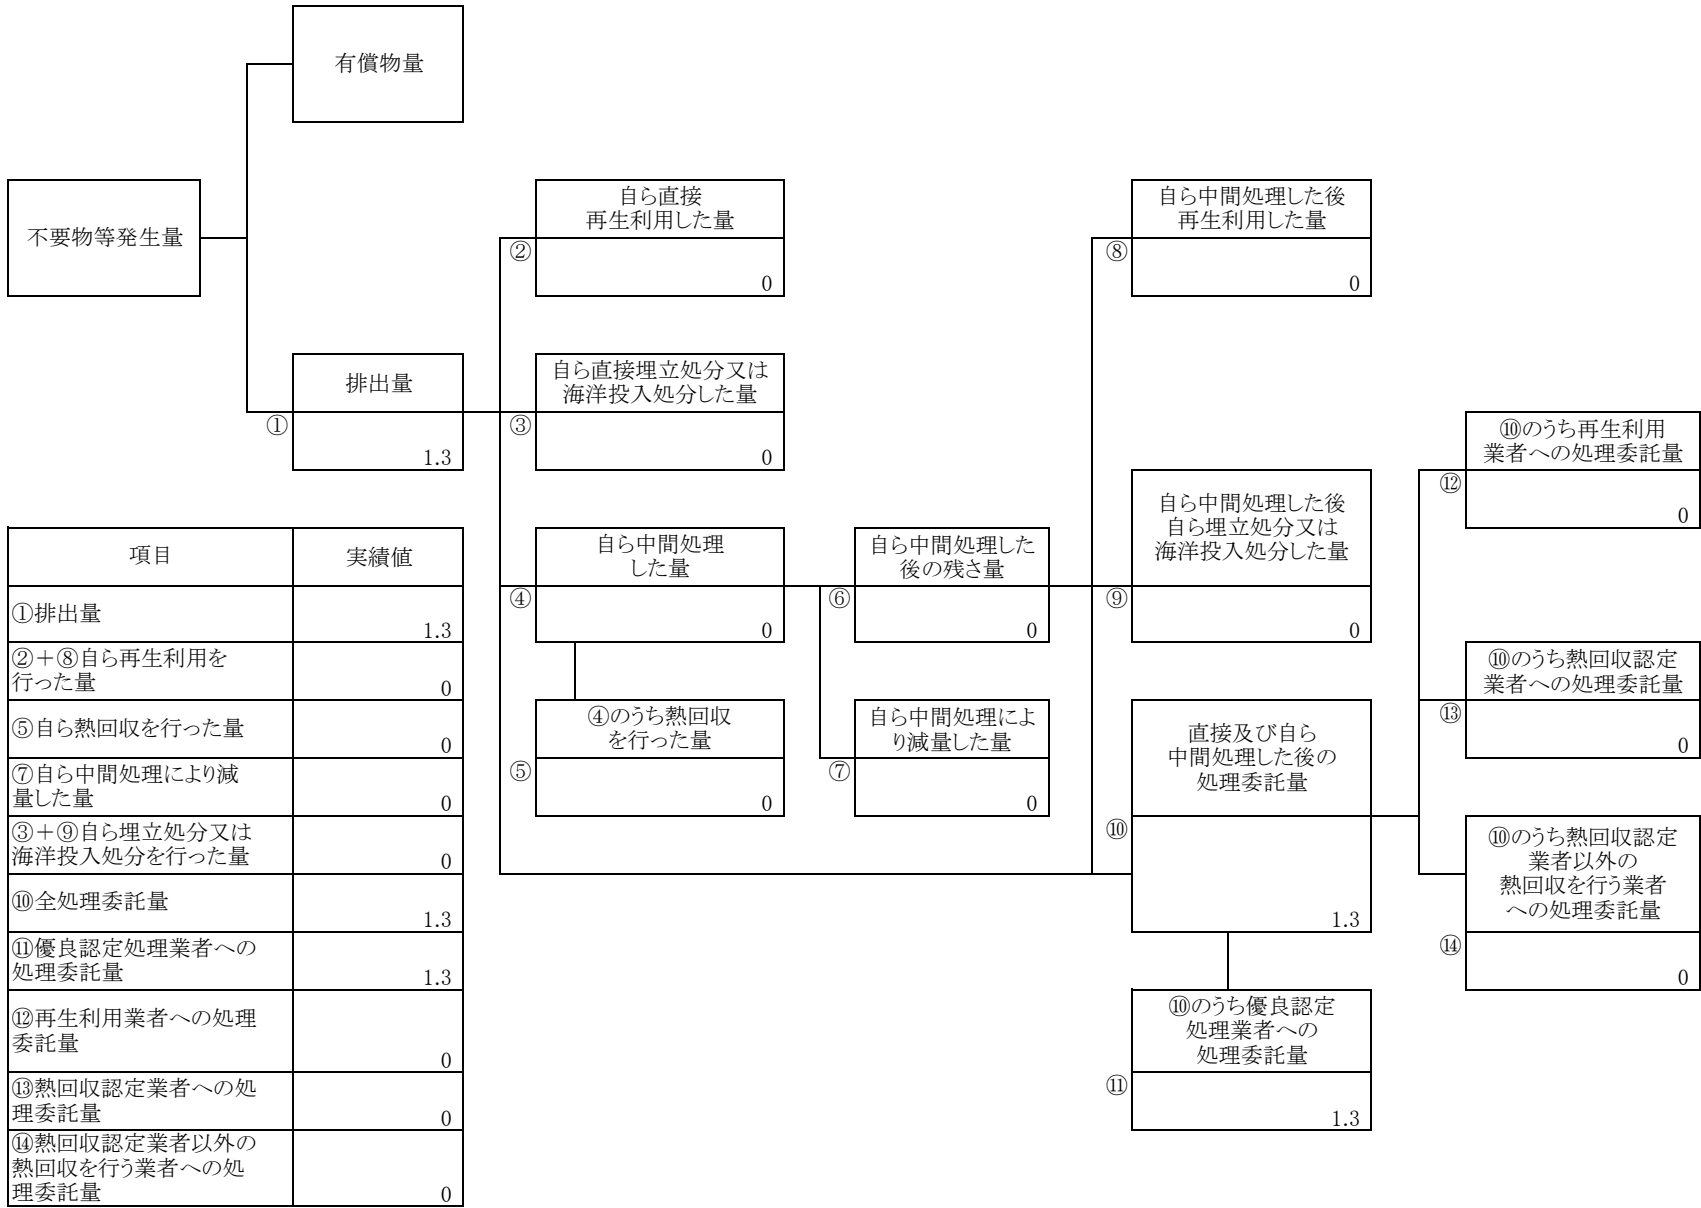 有償物量
不要物等発生量
排出量
①
1.3
自ら直接
再生利用した量
②
0
自ら直接埋立処分又は
海洋投入処分した量
③
0
自ら中間処理
した量
④
0
④のうち熱回収
を行った量
⑤
0
自ら中間処理した
後の残さ量
⑥
0
自ら中間処理によ
り減量した量
⑦
0
自ら中間処理した後
再生利用した量
⑧
0
自ら中間処理した後
自ら埋立処分又は
海洋投入処分した量
⑨
0
直接及び自ら
中間処理した後の
処理委託量
⑩
1.3
⑩のうち優良認定
処理業者への
処理委託量
⑪
1.3
⑩のうち再生利用
業者への処理委託量
⑫
0
⑩のうち熱回収認定
業者への処理委託量
⑬
0
⑩のうち熱回収認定
業者以外の
熱回収を行う業者
への処理委託量
⑭
0
項目 実績値
①排出量
1.3
②＋⑧自ら再生利用を
行った量
0
⑤自ら熱回収を行った量
0
⑦自ら中間処理により減
量した量
0
③＋⑨自ら埋立処分又は
海洋投入処分を行った量
0
⑩全処理委託量
1.3
⑪優良認定処理業者への
処理委託量
1.3
⑫再生利用業者への処理
委託量
0
⑬熱回収認定業者への処
理委託量
0
⑭熱回収認定業者以外の
熱回収を行う業者への処
理委託量
0